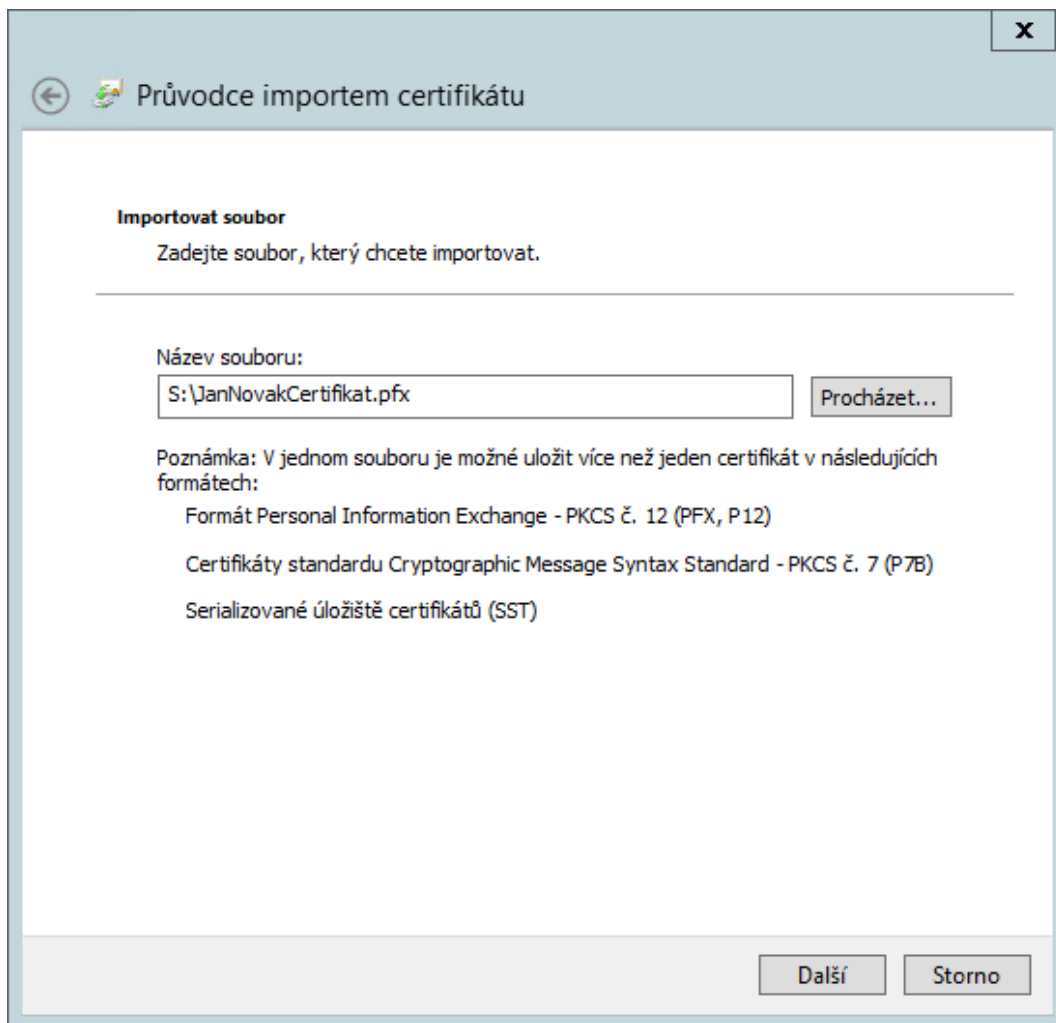 x
Průvodce importem certifikátu
Importovat soubor
Zadejte soubor, který chcete importovat.
Název souboru:
S:\JanNovakCertifikat.pfx
Procházet...
Poznámka: V jednom souboru je možné uložit více než jeden certifikát v následujících
formátech:
Formát Personal Information Exchange - PKCS č. 12 (PFX, P12)
Certifikáty standardu Cryptographic Message Syntax Standard - PKCS č. 7 (P7B)
Serializované úložiště certifikátů (SST)
Další
Storno